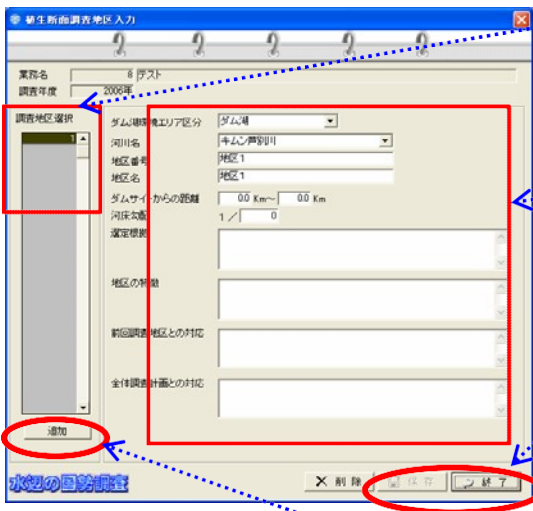 植生断面調査地区入力
業務名 8 テスト
調査年度 2006年
調査地区選択
1
ダム湖環境エリア区分 ダム湖
河川名 キムン芦別川
地区番号 地区1
地区名 地区1
ダムサイトからの距離 0.0 Km～ 0.0 Km
河床勾配 1／ 0
選定根拠
地区の特徴
前回調査地区との対応
全体調査計画との対応
追加
水辺の国勢調査 削除 保存 終了